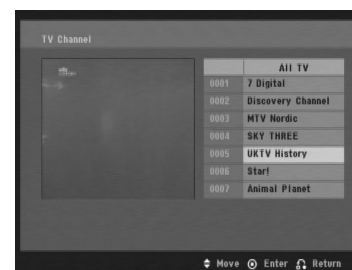 TV Channel
All TV
0001 7 Digital
0002 Discovery Channel
0003 MTV Nordic
0004 SKY THREE
0005 UKTV History
0006 Star!
0007 Animal Planet
Move Enter Return